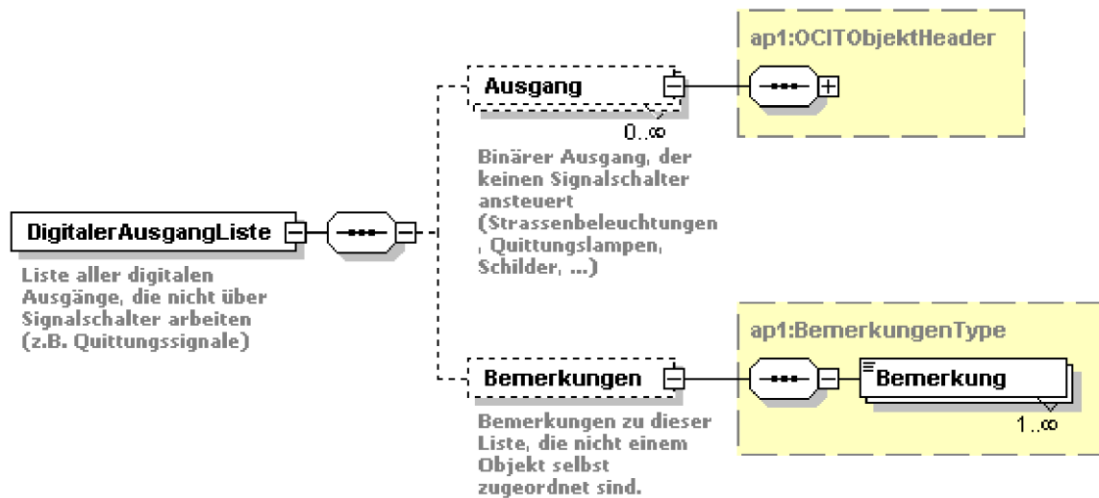 ap1:OCITObjektHeader
Ausgang
0..∞
Binärer Ausgang, der
keinen Signalschalter
ansteuert
(Strassenbeleuchtungen
, Quittungslampen,
Schilder, ...)
DigitalerAusgangListe
Liste aller digitalen
Ausgänge, die nicht über
Signalschalter arbeiten
(z.B. Quittungssignale)
ap1:BemerkungenType
Bemerkungen
Bemerkung
1..∞
Bemerkungen zu dieser
Liste, die nicht einem
Objekt selbst
zugeordnet sind.